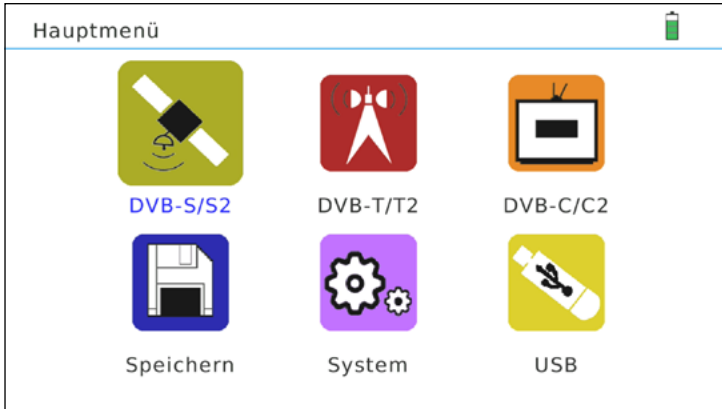 Hauptmenü
DVB-S/S2 DVB-T/T2 DVB-C/C2
Speichern System USB